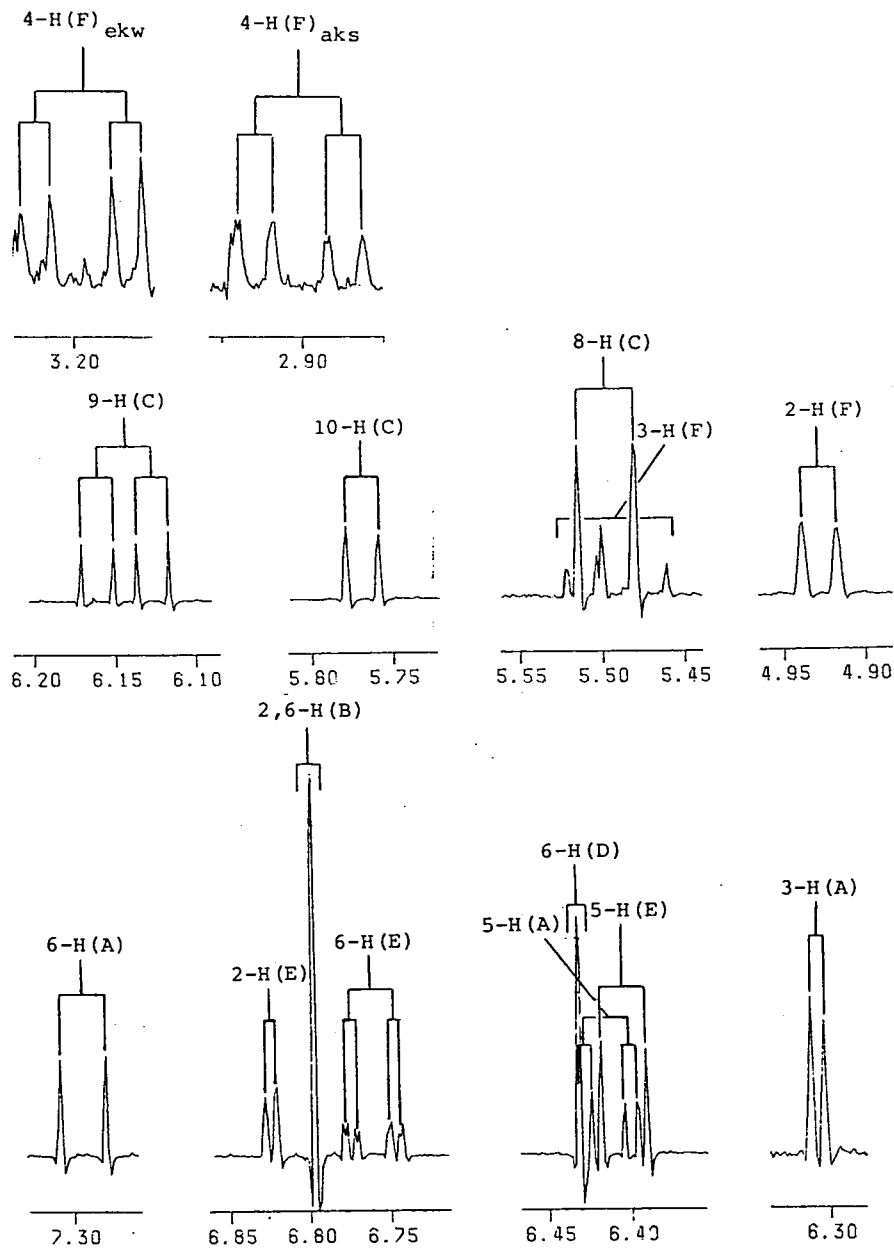 4-H(F)ekw 4-H(F)aks
3.20 2.90
8-H(C)
9-H(C) 10-H(C) 3-H(F) 2-H(F)
6.20 6.15 6.10 5.80 5.75 5.55 5.50 5.45 4.95 4.90
2,6-H(B)
6-H(D)
5-H(A) 5-H(E) 3-H(A)
6-H(A) 2-H(E) 6-H(E)
7.30 6.85 6.80 6.75 6.45 6.40 6.30